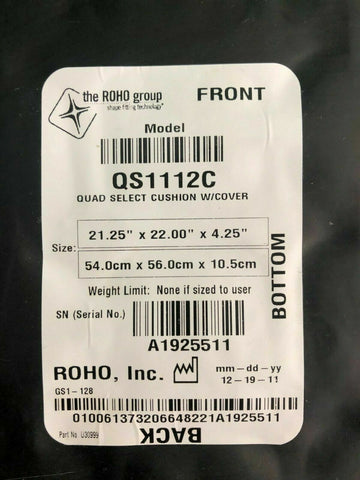 the ROHO group
shape fitting technology®
FRONT
Model
QS1112C
QUAD SELECT CUSHION W/COVER
Size:
21.25" x 22.00" x 4.25"
54.0cm x 56.0cm x 10.5cm
BOTTOM
Weight Limit: None if sized to user
SN (Serial No.)
A1925511
ROHO, Inc.
mm-dd-yy
12-19-11
GS1-128
010061373206648221A1925511
Part No U30999
BACK